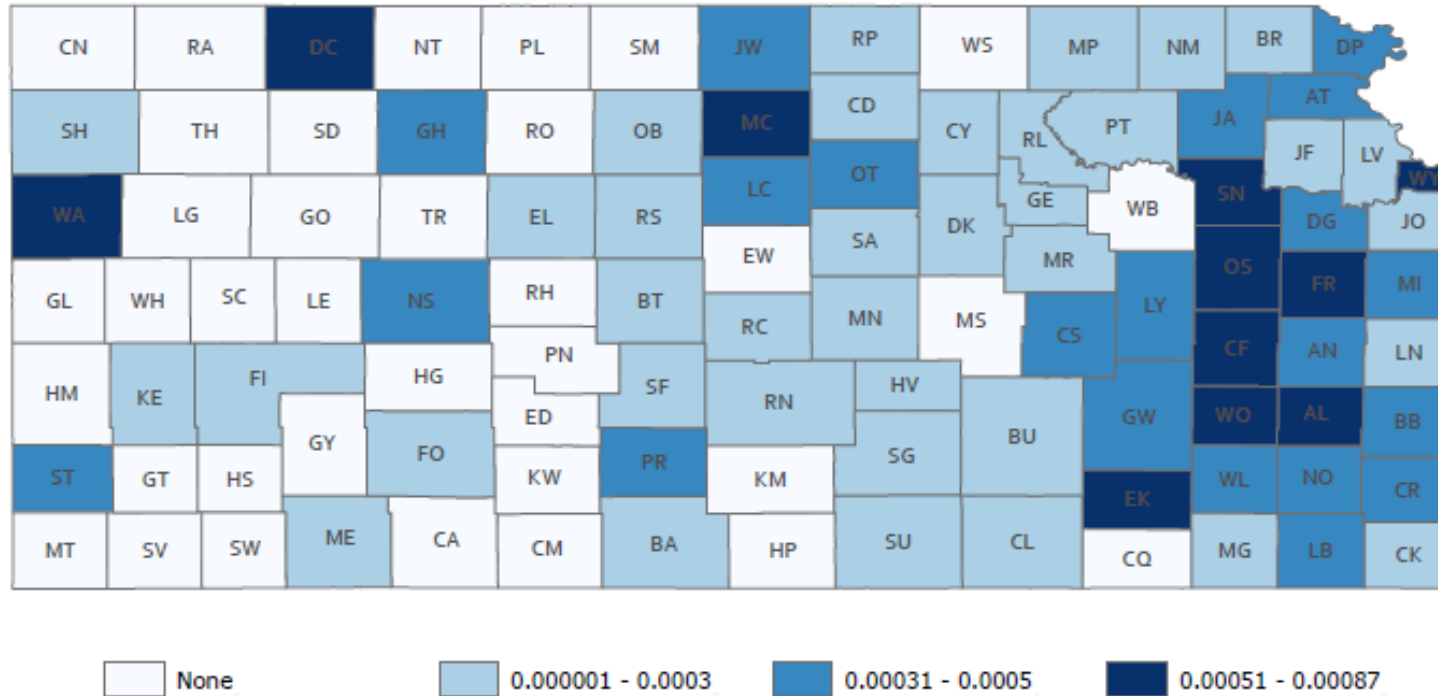 CN RA DC NT PL SM JW RP WS MP NM BR DP
SH TH SD GH RO OB MC CD CY RL PT JA AT
JF LV
WA LG GO TR EL RS LC OT DK GE WB SN DG WY
JO
GL WH SC LE NS RH BT EW SA MR LY OS FR MI
HM KE FI HG PN SF RC MN MS CS CF AN LN
GY FO ED RN HV BU GW WO AL BB
ST GT HS KW PR KM SG EK WL NO CR
MT SV SW ME CA CM BA HP SU CL CQ MG LB CK
None 0.000001 - 0.0003 0.00031 - 0.0005 0.00051 - 0.00087